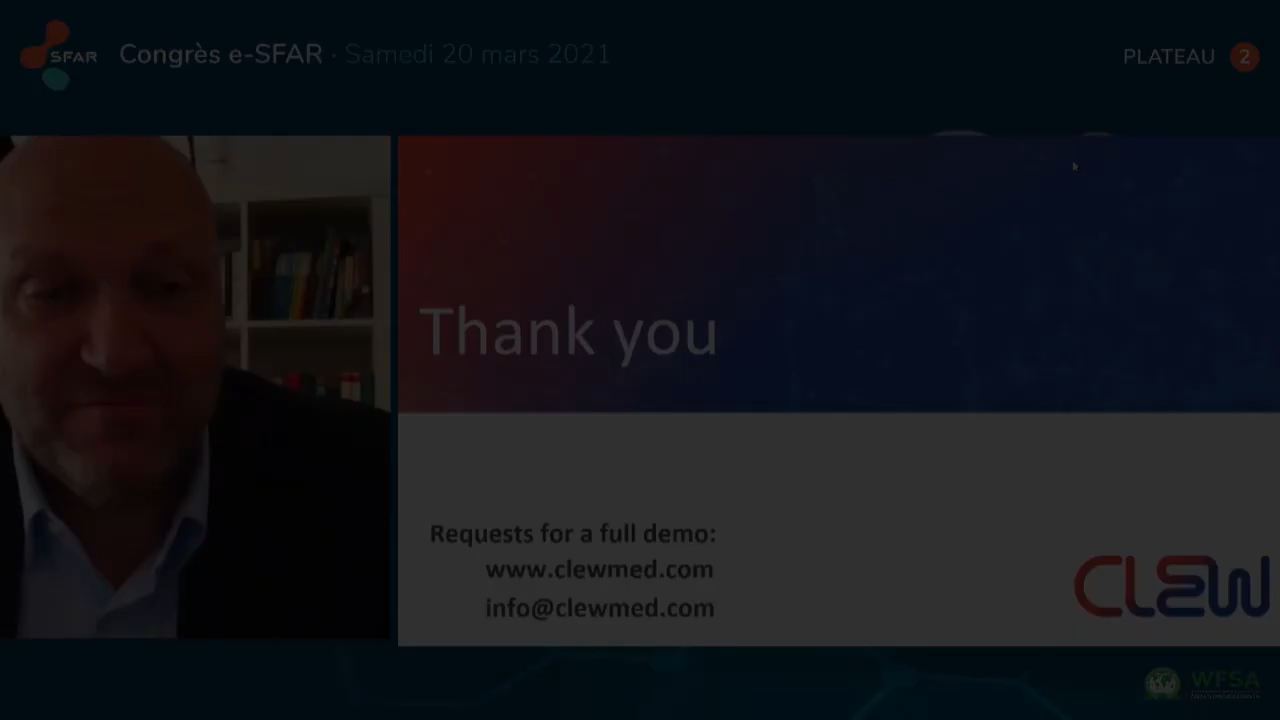 SFAR
Congrès e-SFAR · Samedi 20 mars 2021
PLATEAU 2
Thank you
Requests for a full demo:
www.clewmed.com
info@clewmed.com
CLEW
WFSA